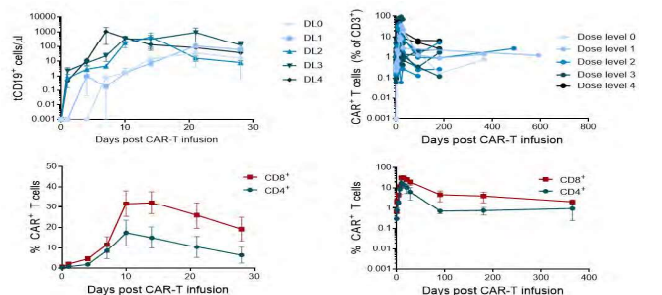 tCD19⁺ cells/µl
10000
1000
100
10
1
0.1
0.01
0.001
0
10
20
30
Days post CAR-T infusion
DL0
DL1
DL2
DL3
DL4
CAR⁺ T cells (% of CD3⁺)
100
10
1
0.1
0.01
0.001
0
200
400
600
800
Days post CAR-T infusion
Dose level 0
Dose level 1
Dose level 2
Dose level 3
Dose level 4
% CAR⁺ T cells
50
40
30
20
10
0
0
10
20
30
Days post CAR-T infusion
CD8⁺
CD4⁺
% CAR⁺ T cells
100
10
1
0.1
0.01
0.001
0
100
200
300
400
Days post CAR-T infusion
CD8⁺
CD4⁺